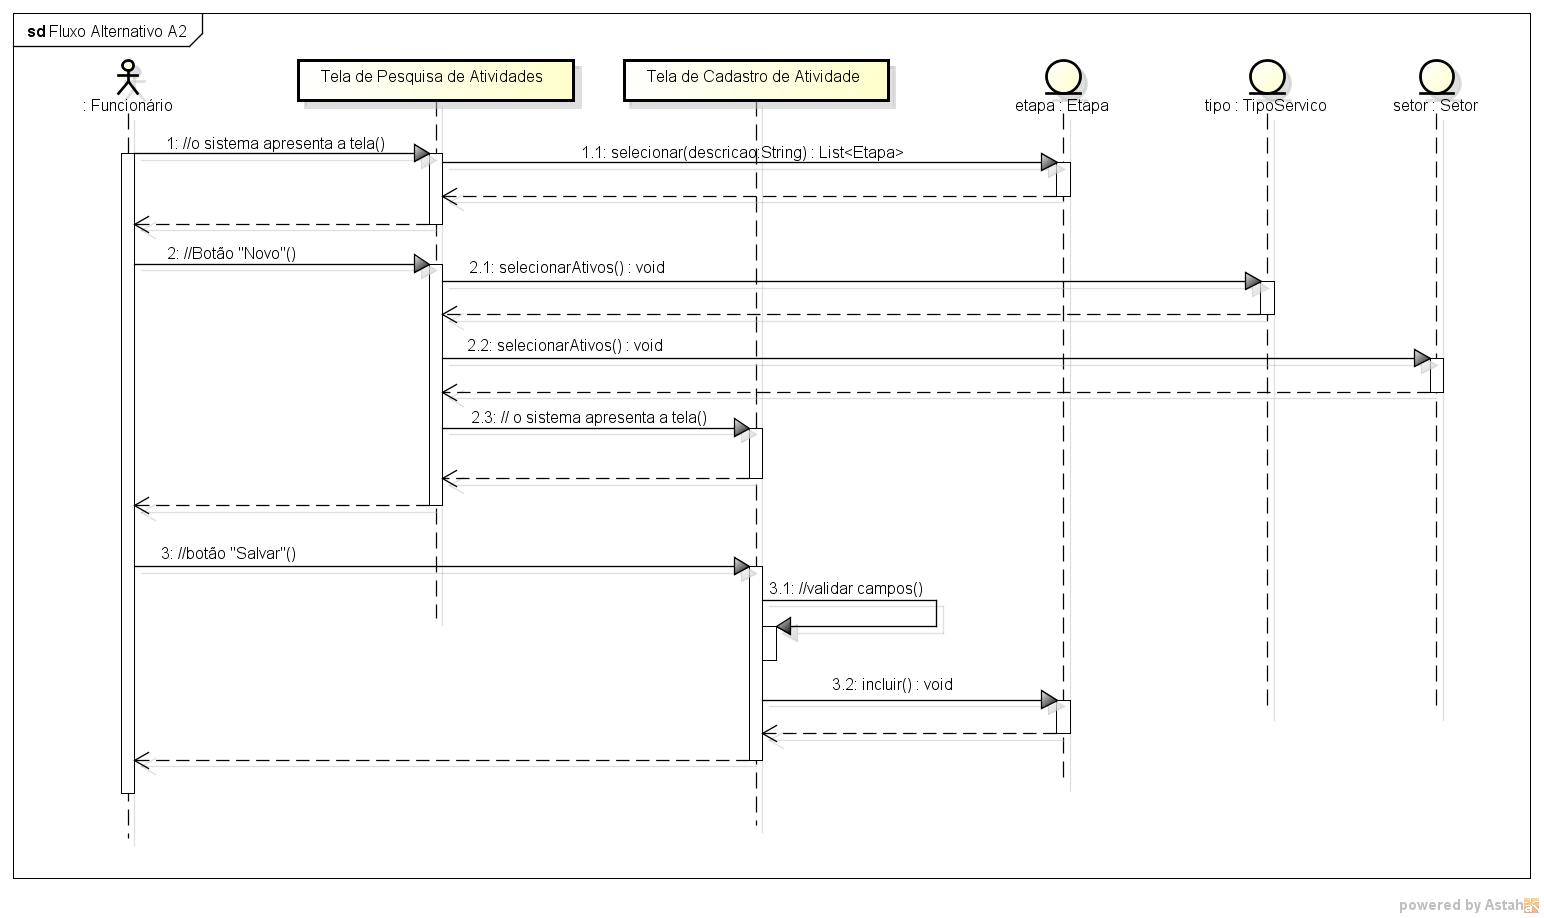 sd Fluxo Alternativo A2
Tela de Pesquisa de Atividades
Tela de Cadastro de Atividade
: Funcionário
etapa : Etapa
tipo : TipoServico
setor : Setor
1: //o sistema apresenta a tela()
1.1: selecionar(descricao:String) : List<Etapa>
2: //Botão "Novo"()
2.1: selecionarAtivos() : void
2.2: selecionarAtivos() : void
2.3: // o sistema apresenta a tela()
3: //botão "Salvar"()
3.1: //validar campos()
3.2: incluir() : void
powered by Astah